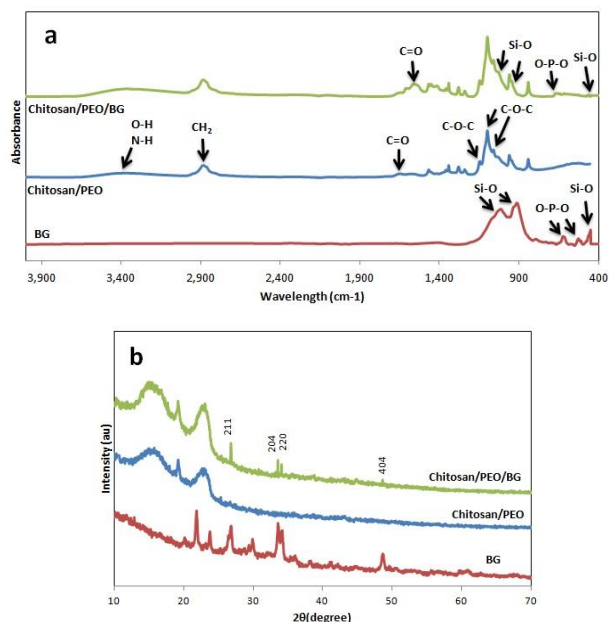 a
C=O
Si-O
O-P-O
Si-O
Chitosan/PEO/BG
O-H
N-H
CH2
C=O
C-O-C
C-O-C
Chitosan/PEO
Si-O
O-P-O
Si-O
BG
Absorbance
3,900 3,400 2,900 2,400 1,900 1,400 900 400
Wavelength (cm-1)
b
211
204
220
404
Chitosan/PEO/BG
Chitosan/PEO
BG
Intensity (au)
10 20 30 40 50 60 70
2θ(degree)